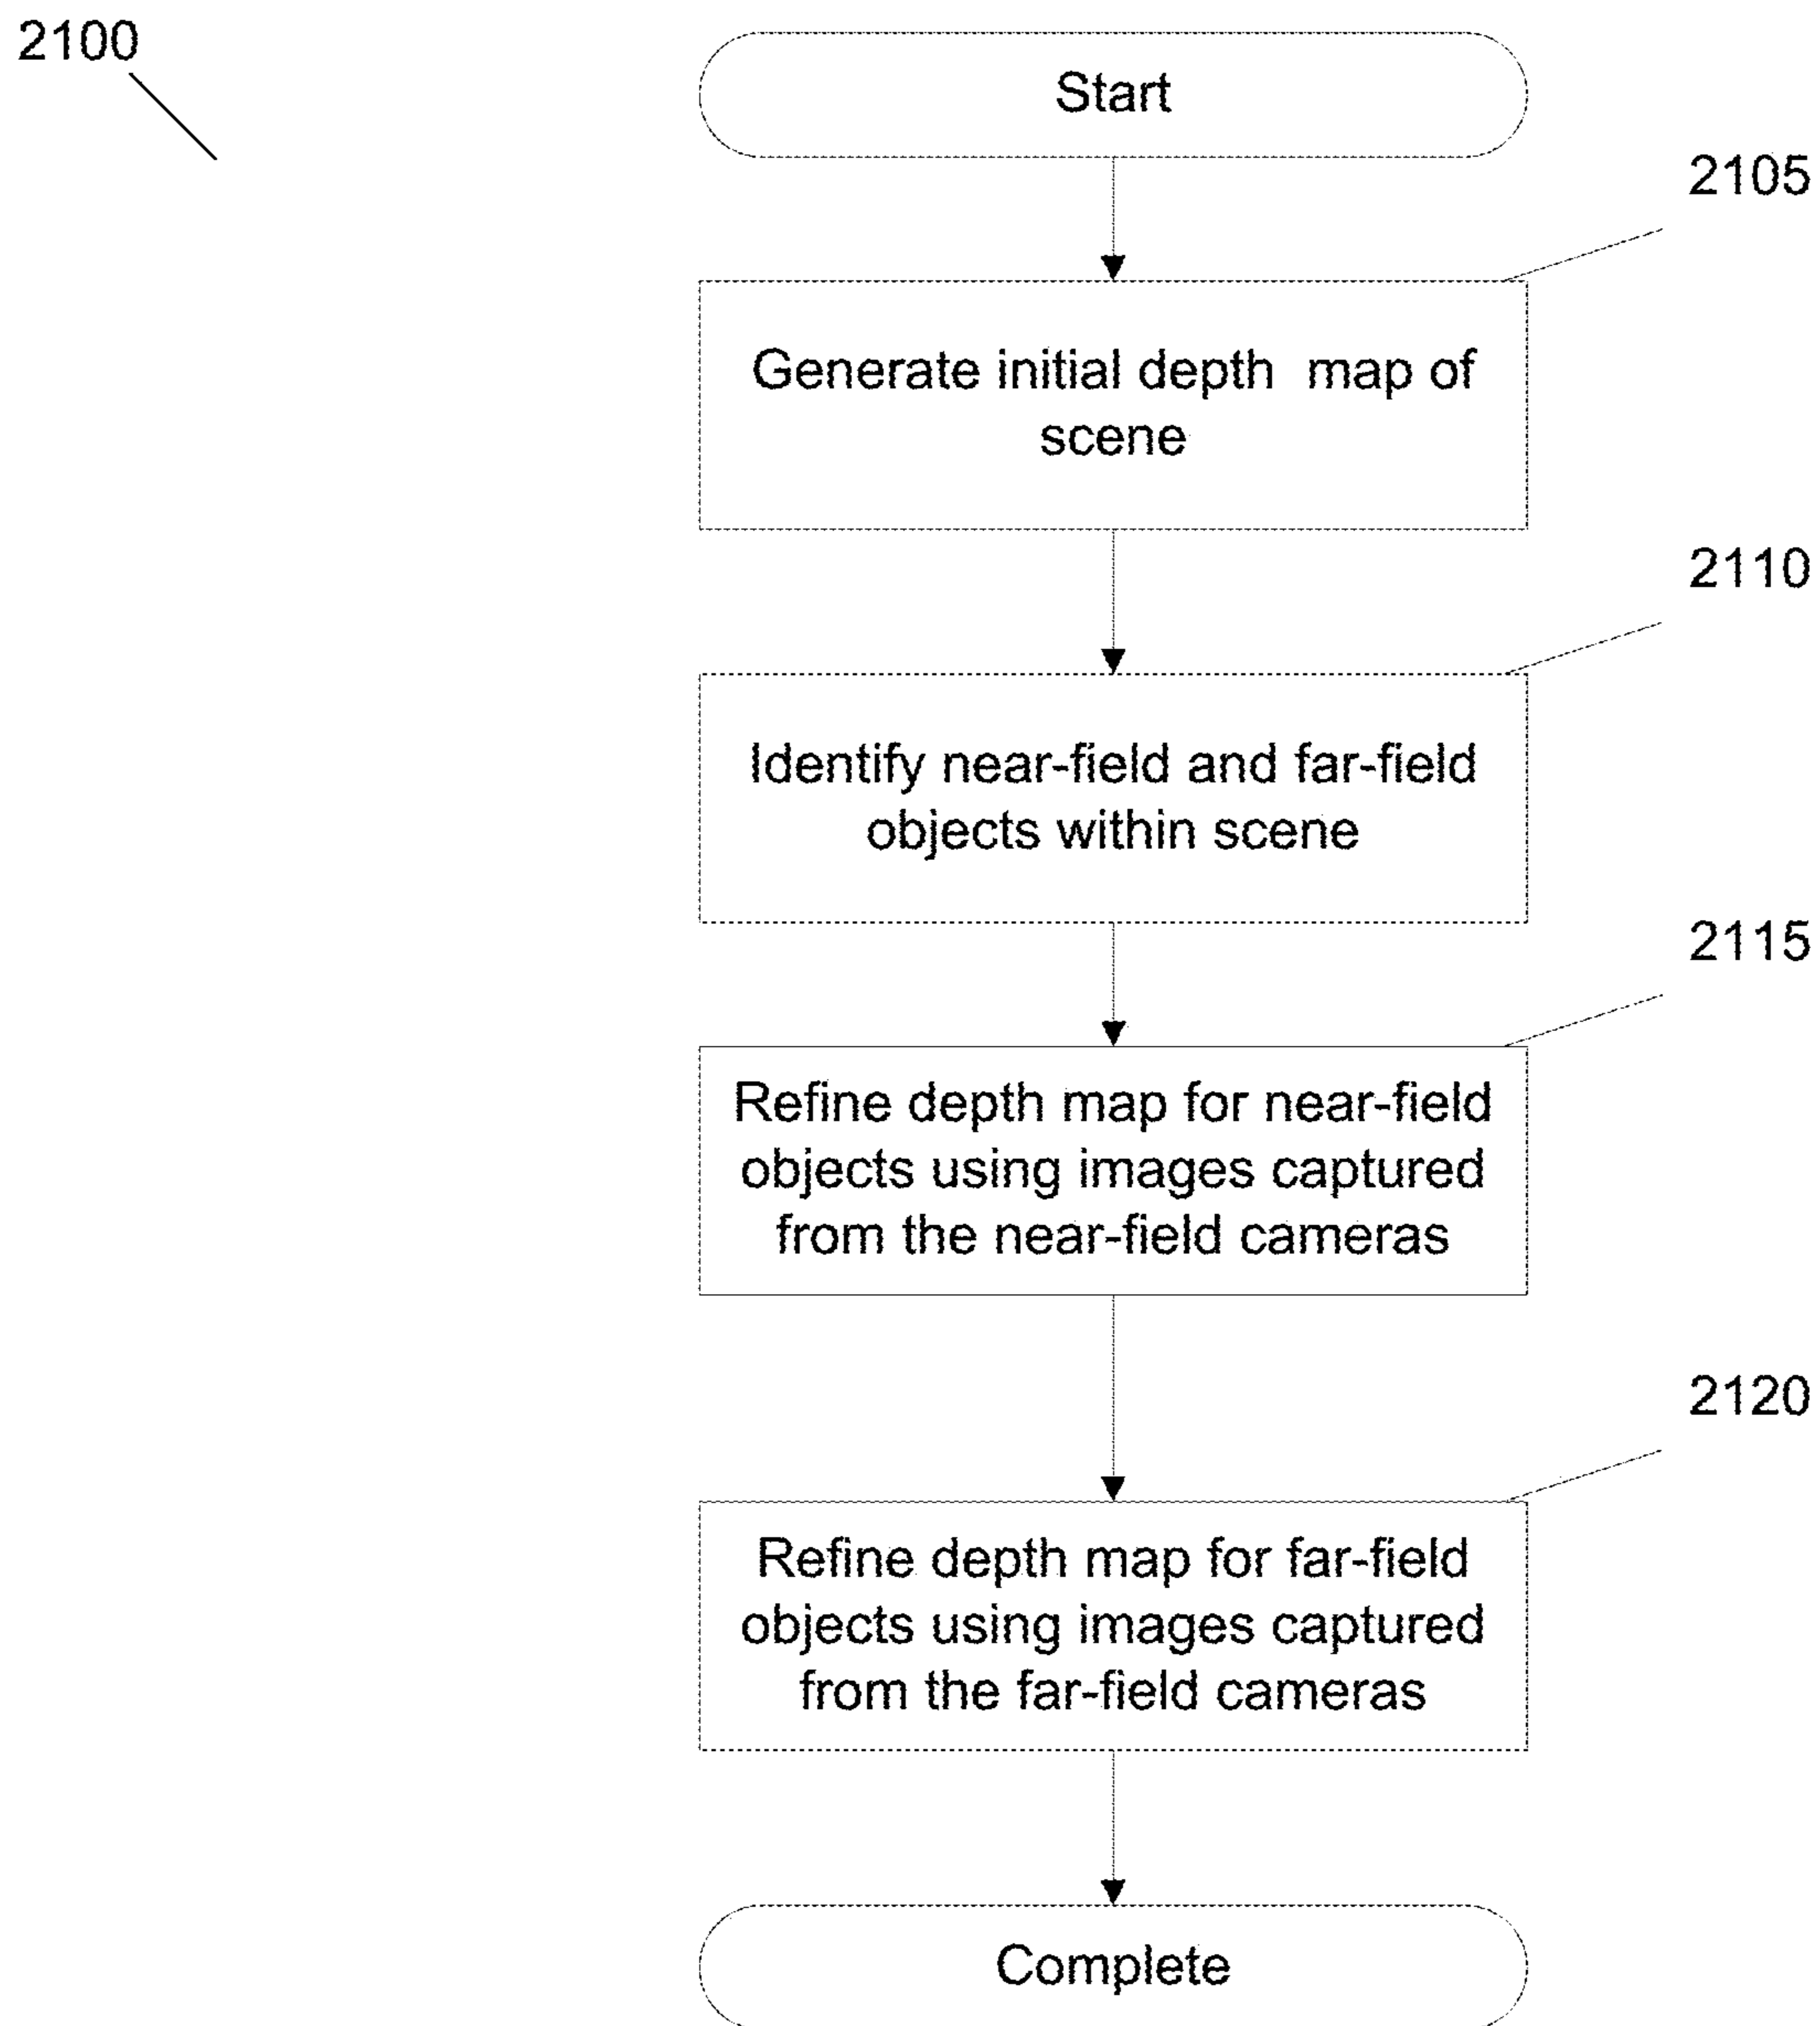 2100
Start
2105
Generate initial depth map of
scene
2110
Identify near-field and far-field
objects within scene
2115
Refine depth map for near-field
objects using images captured
from the near-field cameras
2120
Refine depth map for far-field
objects using images captured
from the far-field cameras
Complete